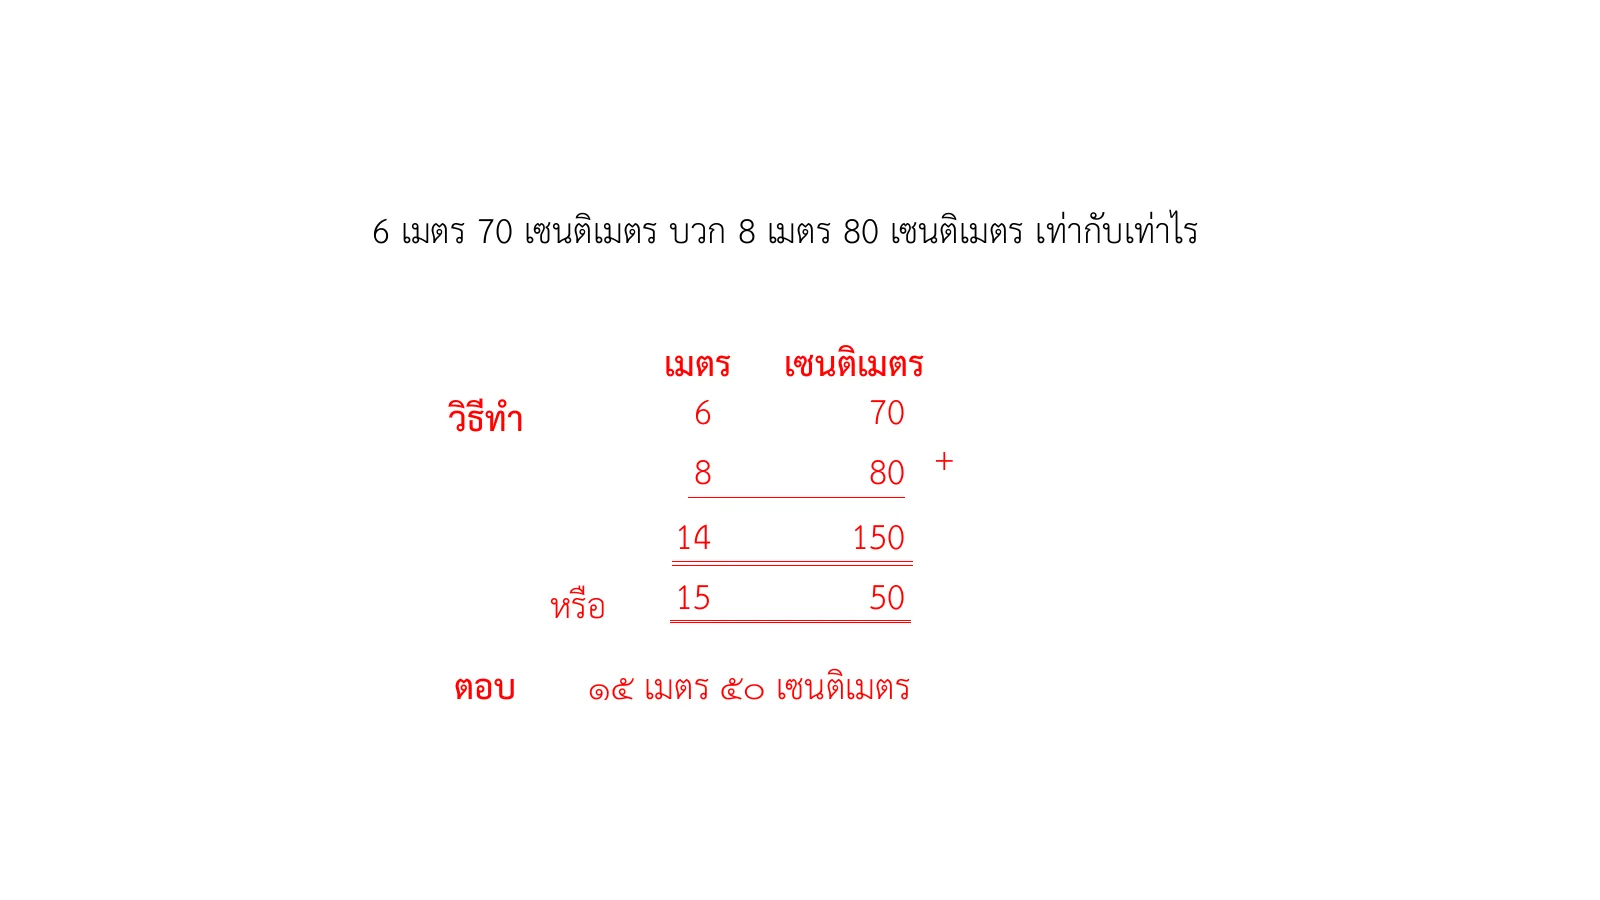 6 เมตร 70 เซนติเมตร บวก 8 เมตร 80 เซนติเมตร เท่ากับเท่าไร
เมตร เซนติเมตร
วิธีทำ 6 70
8 80 +
14 150
หรือ 15 50
ตอบ ๑๕ เมตร ๕๐ เซนติเมตร